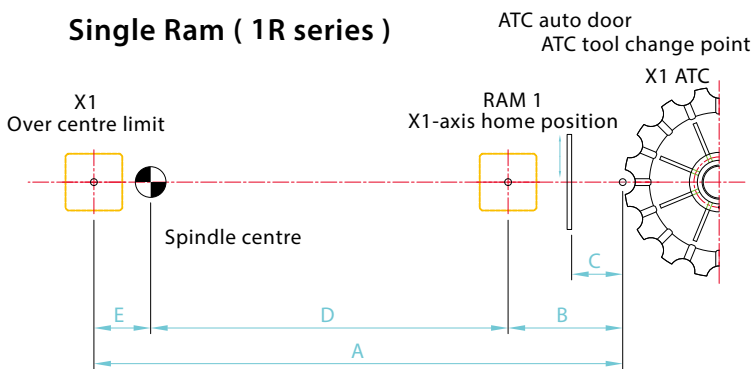 Single Ram ( 1R series )
ATC auto door
ATC tool change point
X1 ATC
X1
Over centre limit
RAM 1
X1-axis home position
Spindle centre
C
E
D
B
A